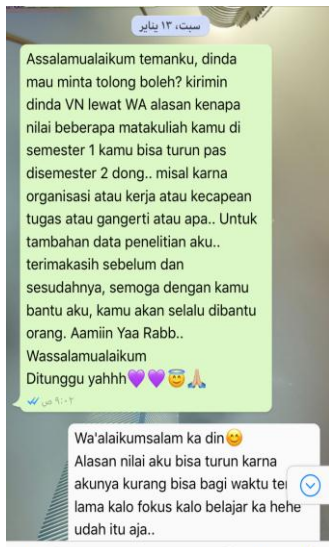 سبت، ١٣ يناير
Assalamualaikum temanku, dinda
mau minta tolong boleh? kirimin
dinda VN lewat WA alasan kenapa
nilai beberapa matakuliah kamu di
semester 1 kamu bisa turun pas
disemester 2 dong.. misal karna
organisasi atau kerja atau kecapean
tugas atau gangerti atau apa.. Untuk
tambahan data penelitian aku..
terimakasih sebelum dan
sesudahnya, semoga dengan kamu
bantu aku, kamu akan selalu dibantu
orang. Aamiin Yaa Rabb..
Wassalamualaikum
Ditunggu yahhh💜💜😇🙏🏻
٩:٠٢ ص
Wa'alaikumsalam ka din😊
Alasan nilai aku bisa turun karna
akunya kurang bisa bagi waktu
lama kalo fokus kalo belajar ka hehe
udah itu aja..